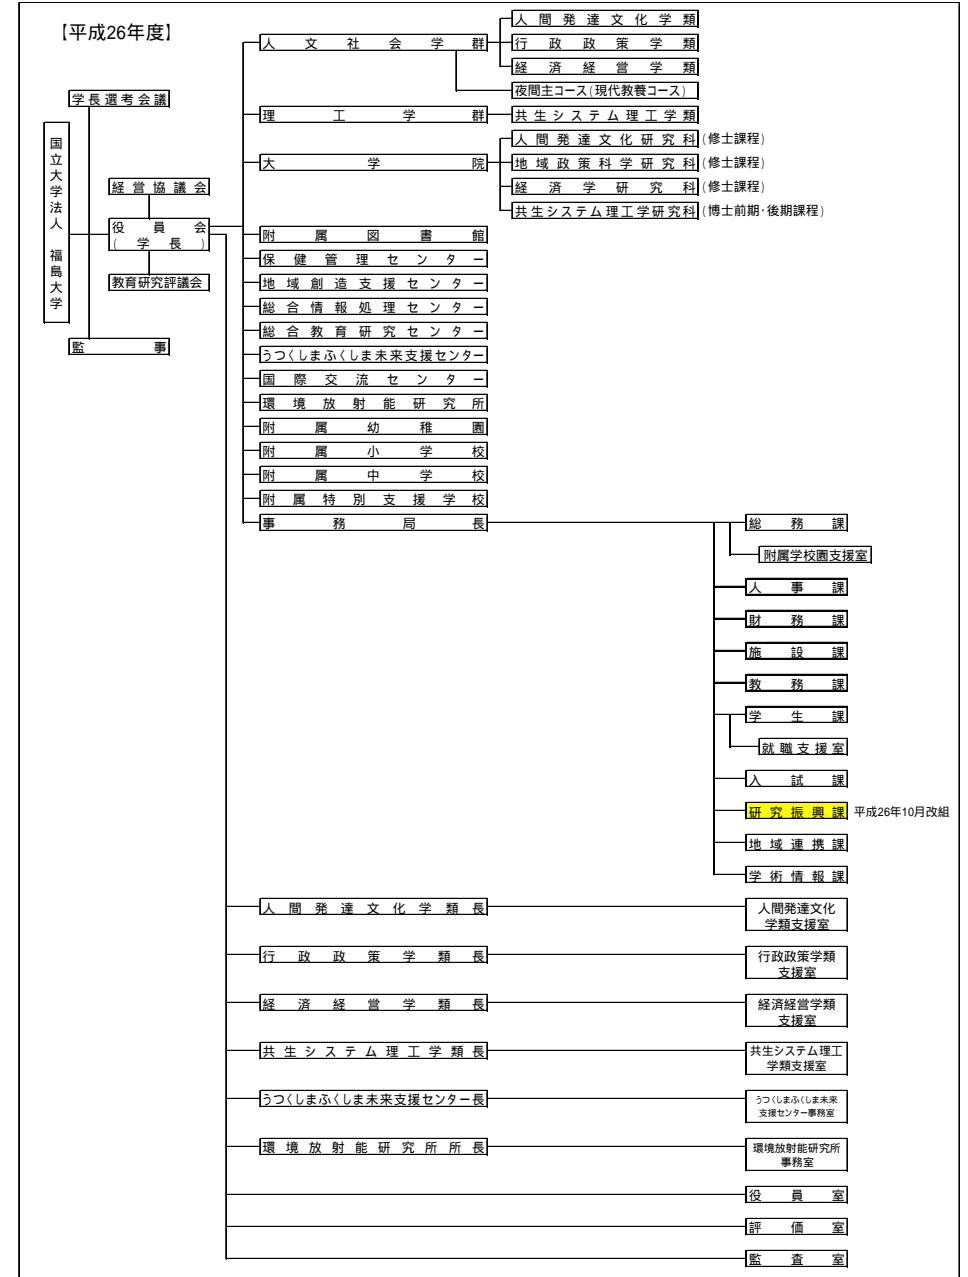 【平成26年度】
学長選考会議
国立大学法人 福島大学
経営協議会
役員会
(学長)
教育研究評議会
監事
人文社会学群
人間発達文化学類
行政政策学類
経済経営学類
夜間主コース(現代教養コース)
理工学群
共生システム理工学類
大学院
人間発達文化研究科(修士課程)
地域政策科学研究科(修士課程)
経済学研究科(修士課程)
共生システム理工学研究科(博士前期・後期課程)
附属図書館
保健管理センター
地域創造支援センター
総合情報処理センター
総合教育研究センター
うつくしまふくしま未来支援センター
国際交流センター
環境放射能研究所
附属幼稚園
附属小学校
附属中学校
附属特別支援学校
事務局長
総務課
附属学校園支援室
人事課
財務課
施設課
教務課
学生課
就職支援室
入試課
研究振興課 平成26年10月改組
地域連携課
学術情報課
人間発達文化学類長
人間発達文化
学類支援室
行政政策学類長
行政政策学類
支援室
経済経営学類長
経済経営学類
支援室
共生システム理工学類長
共生システム理工
学類支援室
うつくしまふくしま未来支援センター長
うつくしまふくしま未来
支援センター事務室
環境放射能研究所所長
環境放射能研究所
事務室
役員室
評価室
監査室